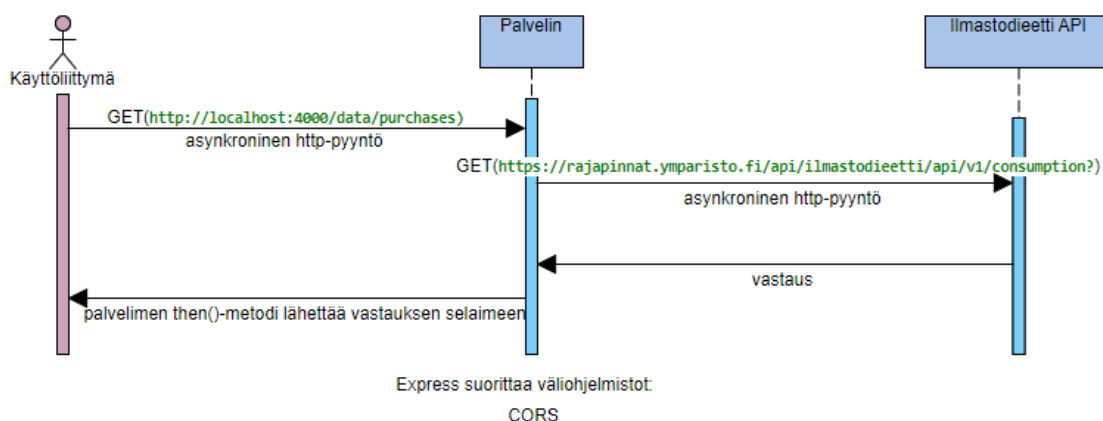 Palvelin
Ilmastodieetti API
Käyttöliittymä
GET(http://localhost:4000/data/purchases)
asynkroninen http-pyyntö
GET(https://rajapinnat.ymparisto.fi/api/ilmastodieetti/api/v1/consumption?)
asynkroninen http-pyyntö
vastaus
palvelimen then()-metodi lähettää vastauksen selaimeen
Express suorittaa väliohjelmistot:
CORS